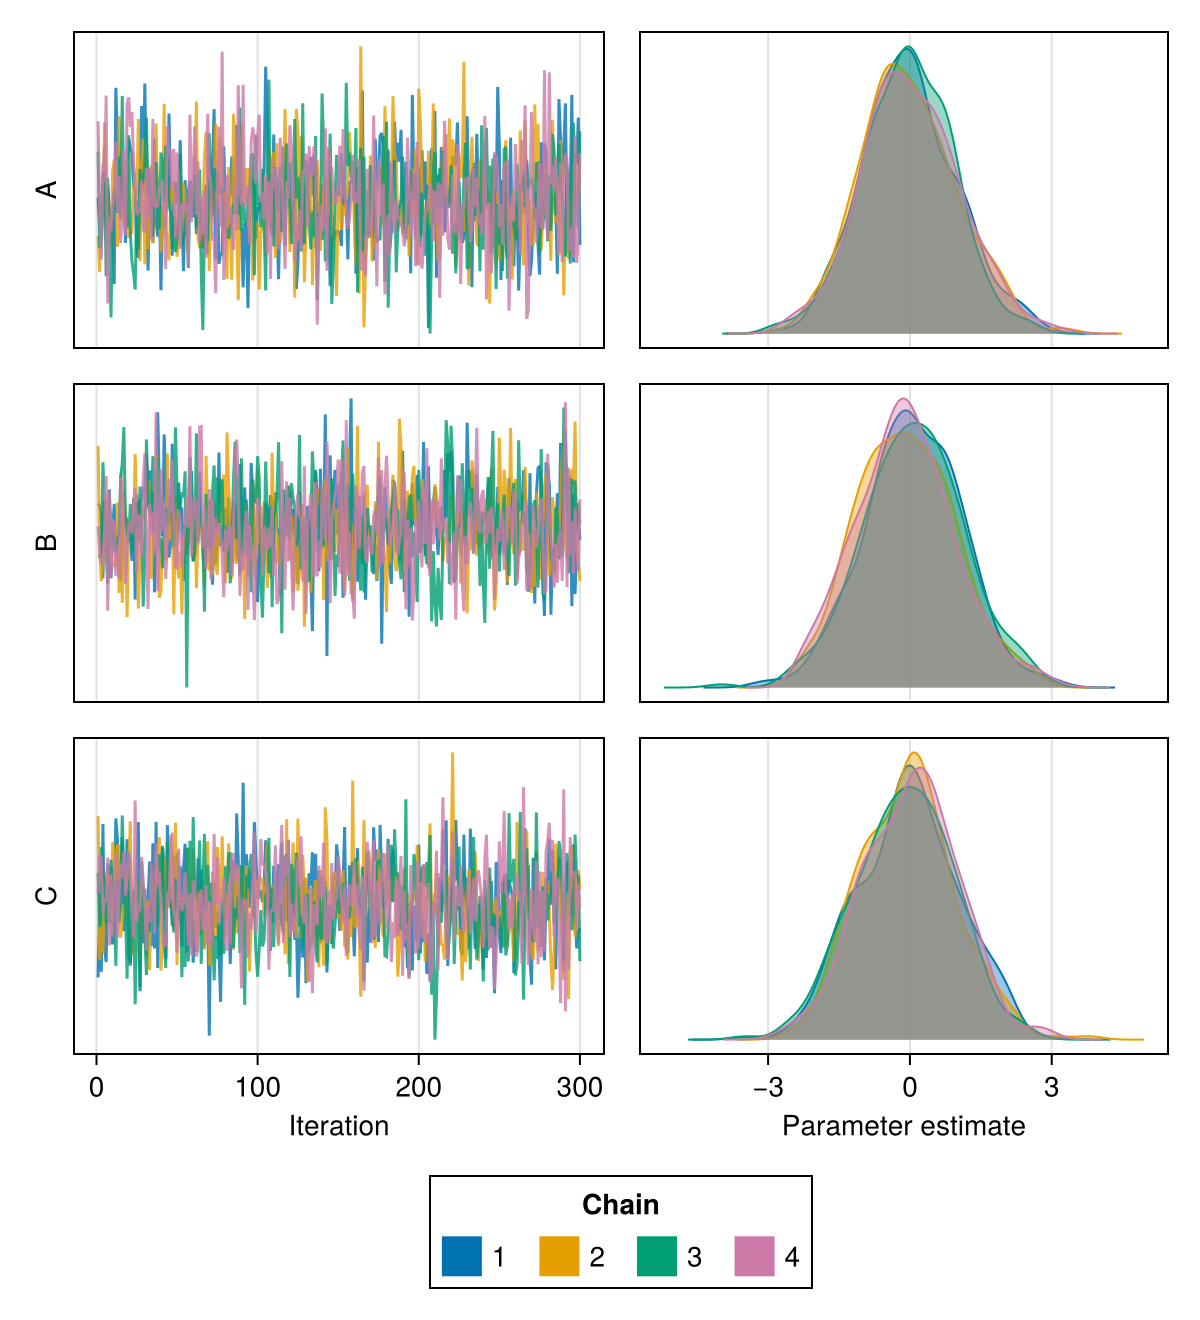 A
B
C
0 100 200 300
−3 0 3
Iteration
Parameter estimate
Chain
1 2 3 4